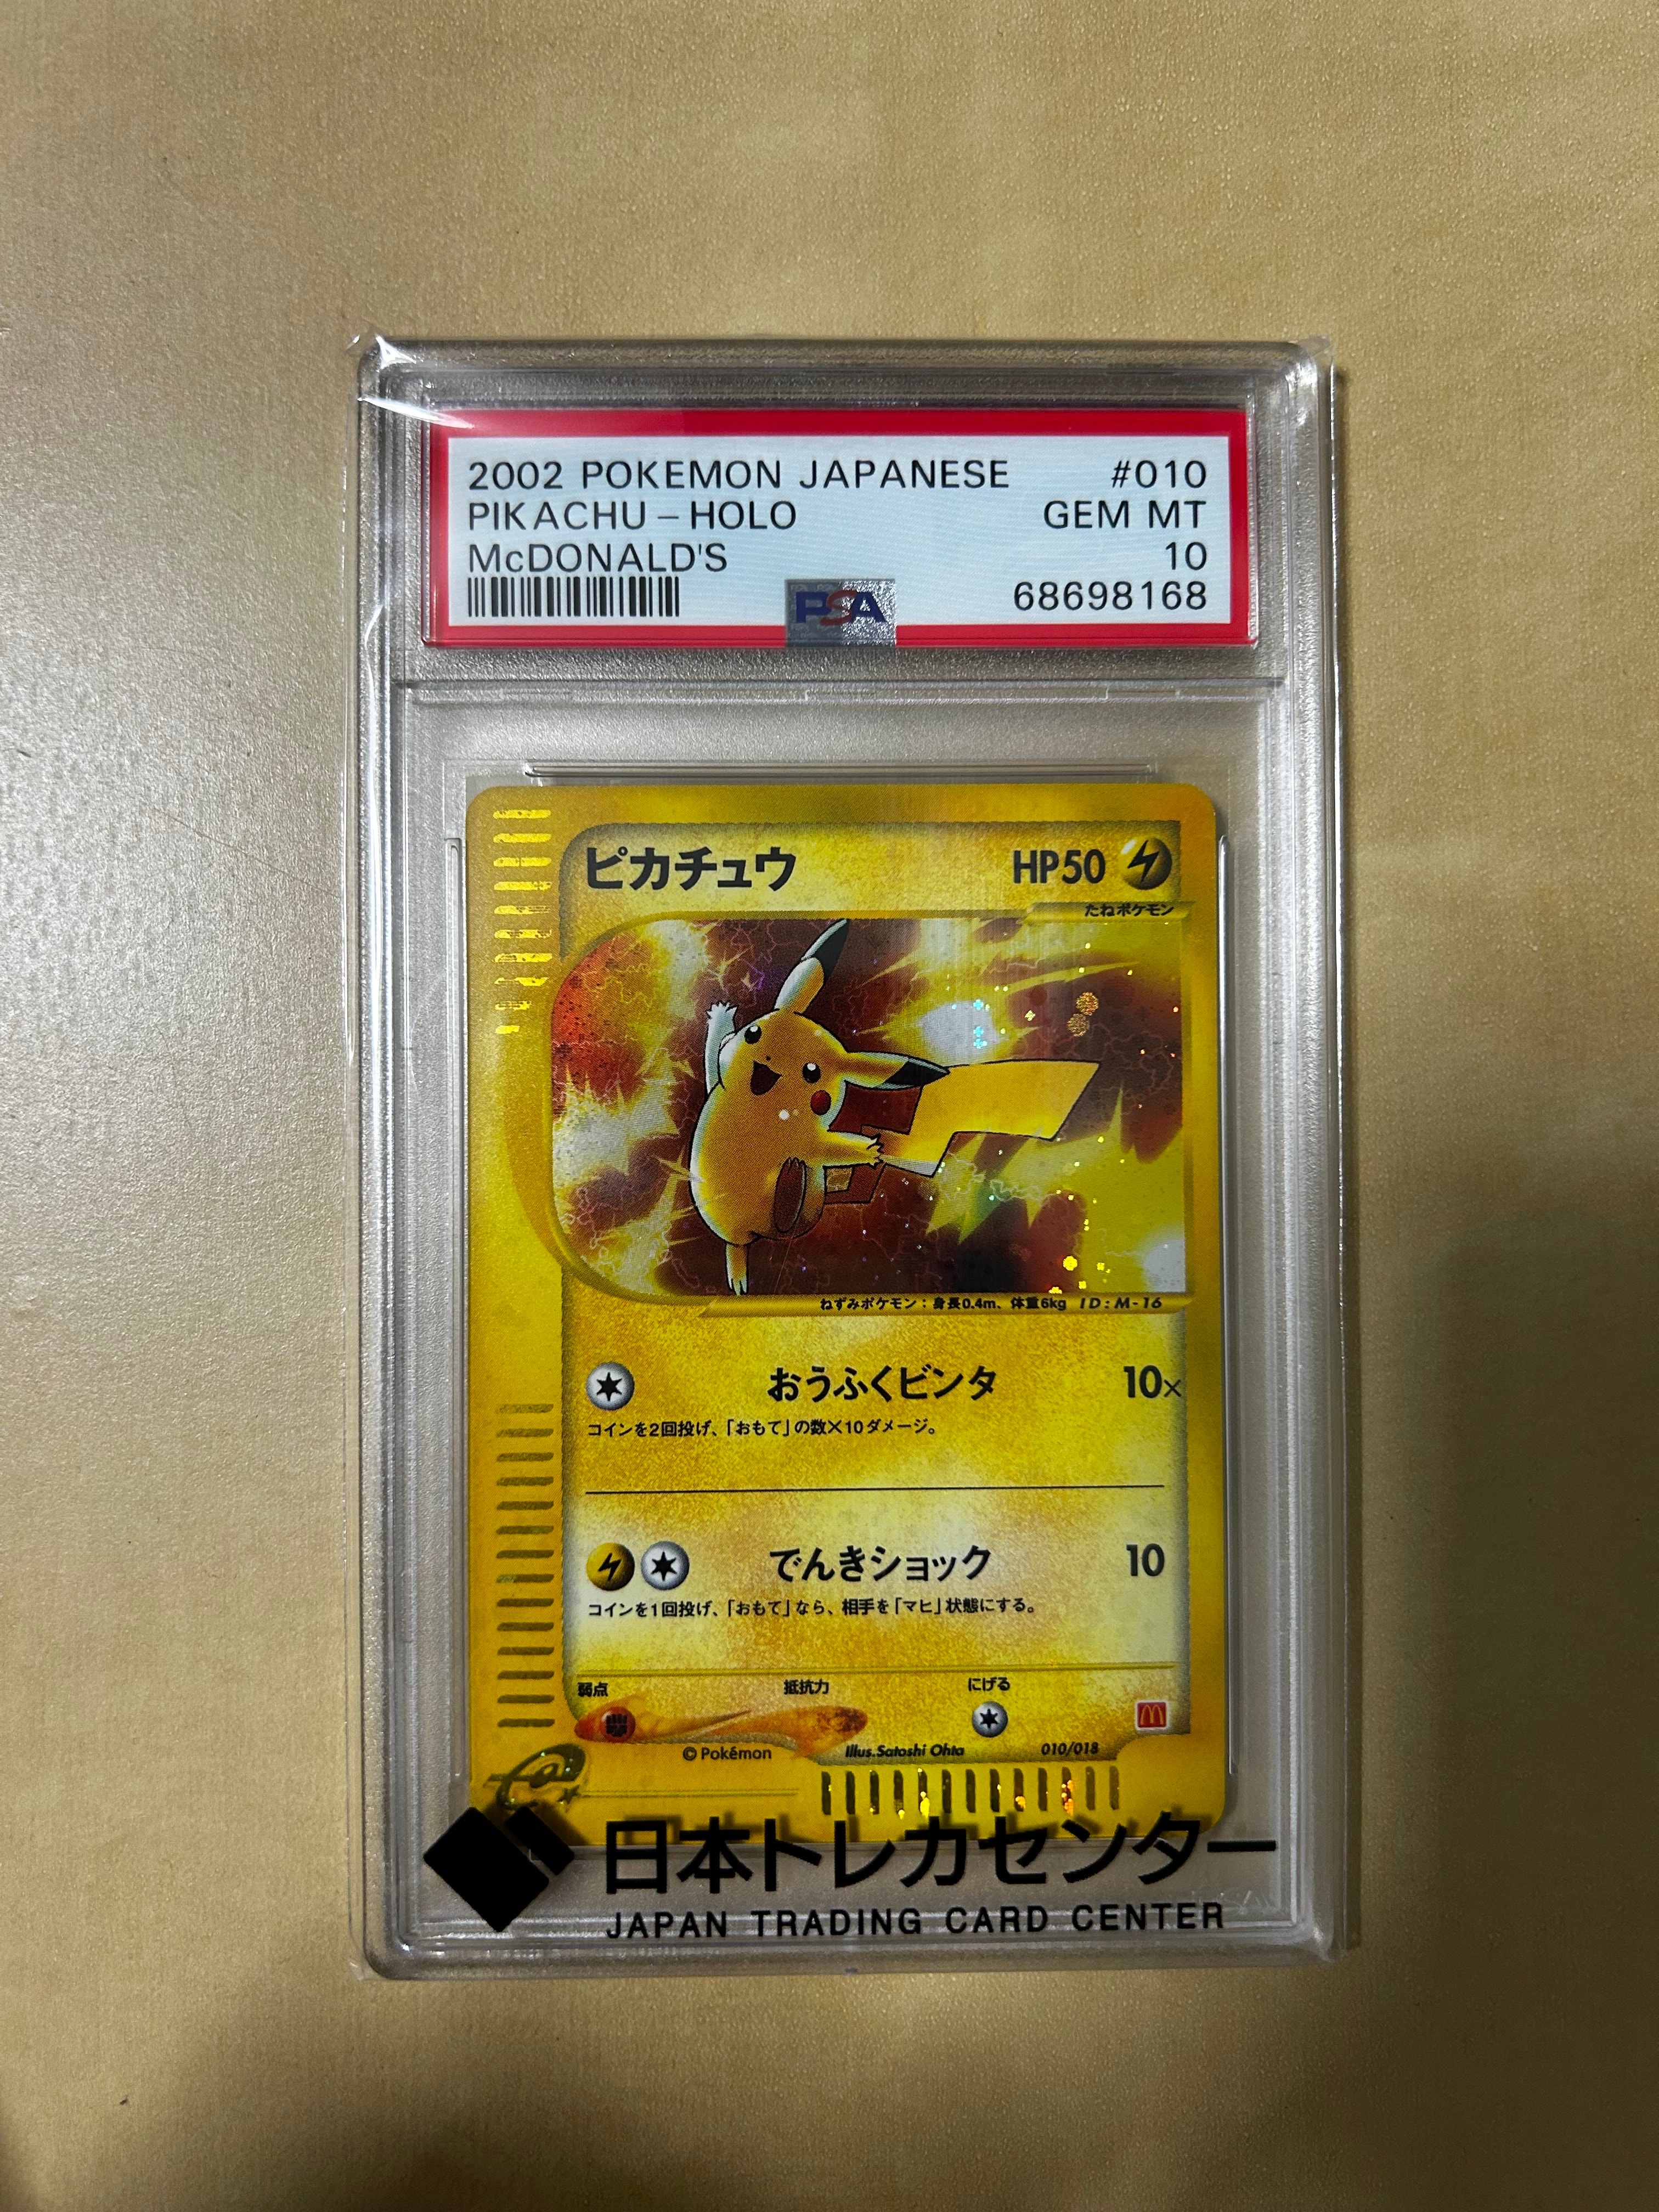 2002 POKEMON JAPANESE #010
PIKACHU – HOLO GEM MT
McDONALD'S 10
PSA 68698168
ピカチュウ HP50
たねポケモン
ねずみポケモン：身長0.4m、体重6kg ID:M-16
おうふくビンタ 10×
コインを2回投げ、「おもて」の数×10ダメージ。
でんきショック 10
コインを1回投げ、「おもて」なら、相手を「マヒ」状態にする。
弱点 抵抗力 にげる
©Pokémon Illus.Satoshi Ohta 010/018
日本トレカセンター
JAPAN TRADING CARD CENTER